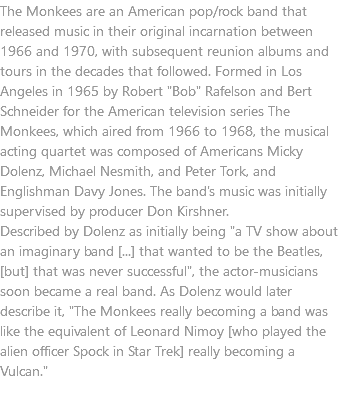 The Monkees are an American pop/rock band that
released music in their original incarnation between
1966 and 1970, with subsequent reunion albums and
tours in the decades that followed. Formed in Los
Angeles in 1965 by Robert "Bob" Rafelson and Bert
Schneider for the American television series The
Monkees, which aired from 1966 to 1968, the musical
acting quartet was composed of Americans Micky
Dolenz, Michael Nesmith, and Peter Tork, and
Englishman Davy Jones. The band's music was initially
supervised by producer Don Kirshner.
Described by Dolenz as initially being "a TV show about
an imaginary band [...] that wanted to be the Beatles,
[but] that was never successful", the actor-musicians
soon became a real band. As Dolenz would later
describe it, "The Monkees really becoming a band was
like the equivalent of Leonard Nimoy [who played the
alien officer Spock in Star Trek] really becoming a
Vulcan."